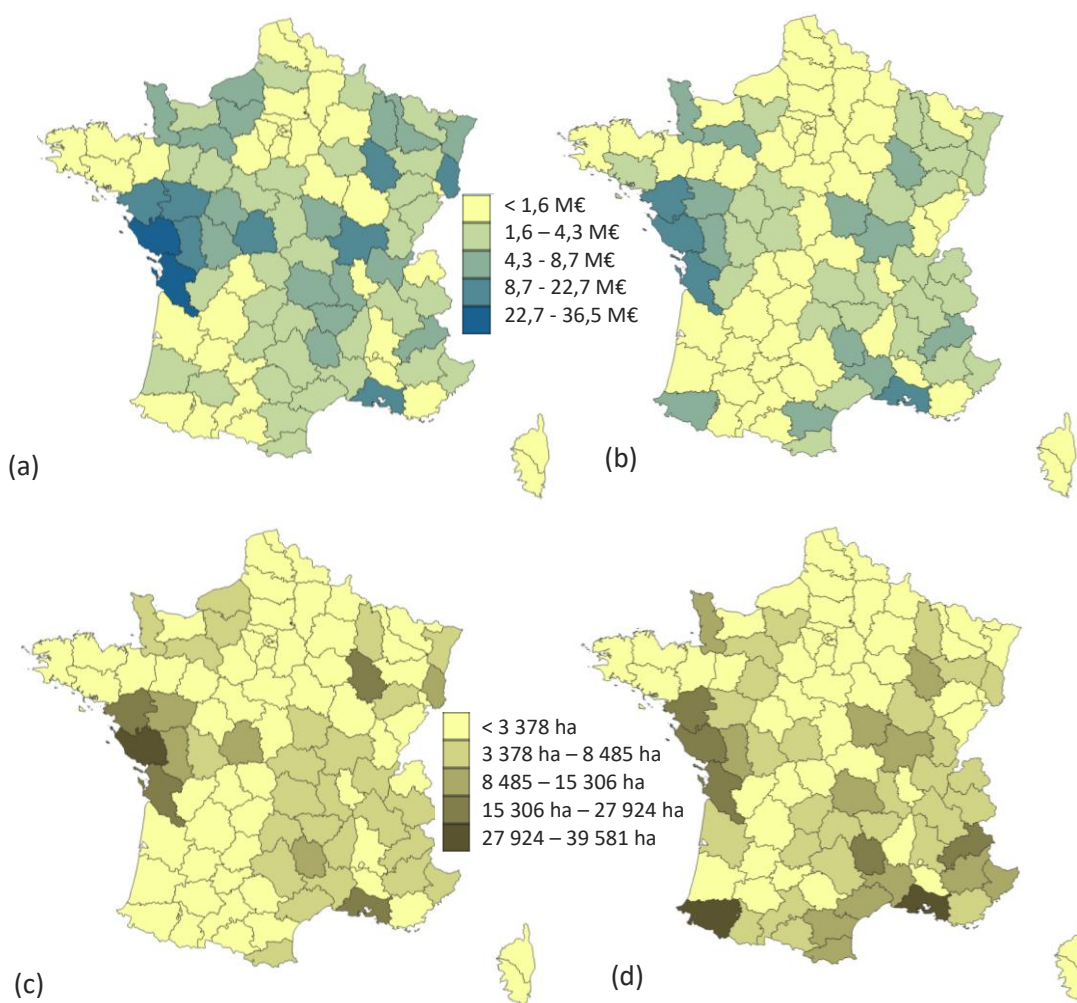 < 1,6 M€
1,6 – 4,3 M€
4,3 - 8,7 M€
8,7 - 22,7 M€
22,7 - 36,5 M€
(a)
(b)
< 3 378 ha
3 378 ha – 8 485 ha
8 485 – 15 306 ha
15 306 ha – 27 924 ha
27 924 – 39 581 ha
(c)
(d)